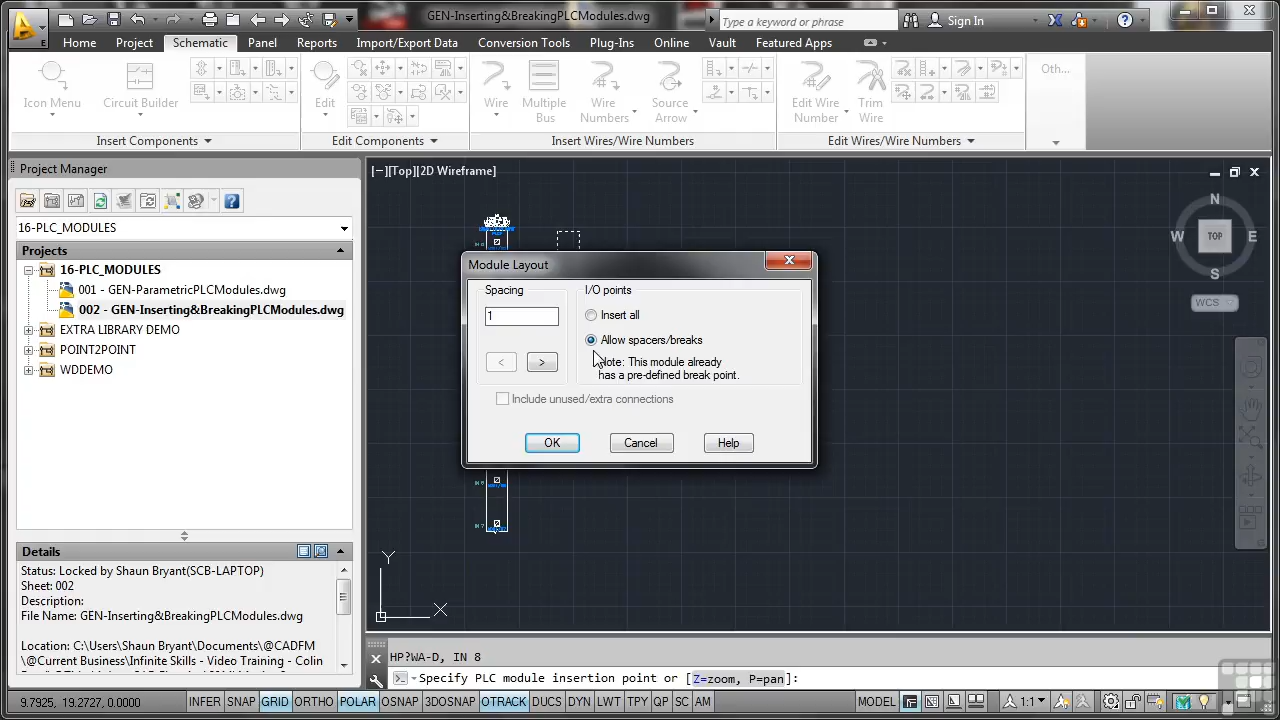 GEN-Inserting&BreakingPLCModules.dwg
Type a keyword or phrase
Sign In
Home Project Schematic Panel Reports Import/Export Data Conversion Tools Plug-Ins Online Vault Featured Apps
Icon Menu
Circuit Builder
Edit
Wire
Multiple Bus
Wire Numbers
Source Arrow
Edit Wire Number
Trim Wire
Oth...
Insert Components
Edit Components
Insert Wires/Wire Numbers
Edit Wires/Wire Numbers
Project Manager
16-PLC_MODULES
Projects
16-PLC_MODULES
001 - GEN-ParametricPLCModules.dwg
002 - GEN-Inserting&BreakingPLCModules.dwg
EXTRA LIBRARY DEMO
POINT2POINT
WDDEMO
Details
Status: Locked by Shaun Bryant(SCB-LAPTOP)
Sheet: 002
Description:
File Name: GEN-Inserting&BreakingPLCModules.dwg
Location: C:\Users\Shaun Bryant\Documents\@CADFM
\@Current Business\Infinite Skills - Video Training - Colin
[−][Top][2D Wireframe]
N
W TOP E
S
WCS
Module Layout
Spacing
1
< >
I/O points
Insert all
Allow spacers/breaks
Note: This module already
has a pre-defined break point.
Include unused/extra connections
OK Cancel Help
Y
X
HP?WA-D, IN 8
Specify PLC module insertion point or [Z=zoom, P=pan]:
9.7925, 19.2727, 0.0000 INFER SNAP GRID ORTHO POLAR OSNAP 3DOSNAP OTRACK DUCS DYN LWT TPY QP SC AM MODEL 1:1